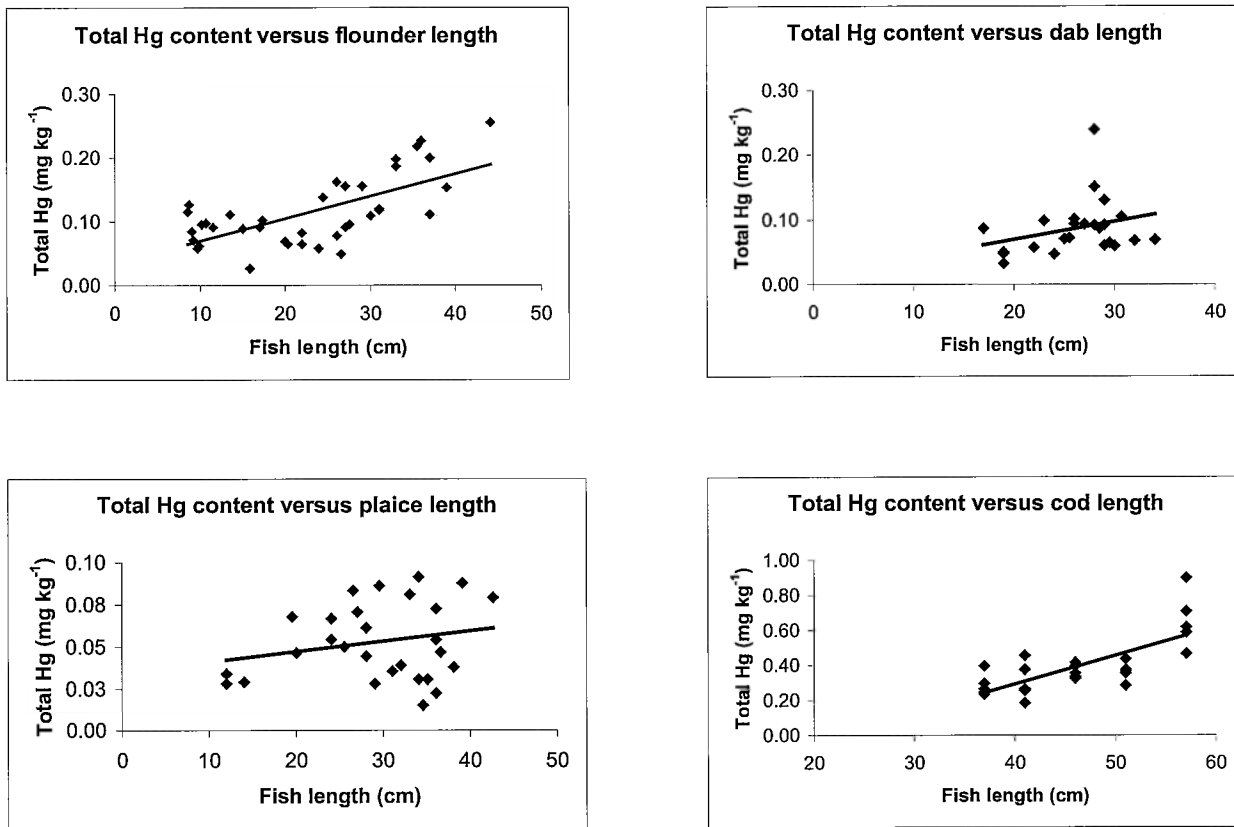 Total Hg content versus flounder length
Total Hg (mg kg⁻¹)
0.30
0.20
0.10
0.00
0 10 20 30 40 50
Fish length (cm)
Total Hg content versus dab length
Total Hg (mg kg⁻¹)
0.30
0.20
0.10
0.00
0 10 20 30 40
Fish length (cm)
Total Hg content versus plaice length
Total Hg (mg kg⁻¹)
0.10
0.08
0.05
0.03
0.00
0 10 20 30 40 50
Fish length (cm)
Total Hg content versus cod length
Total Hg (mg kg⁻¹)
1.00
0.80
0.60
0.40
0.20
0.00
20 30 40 50 60
Fish length (cm)